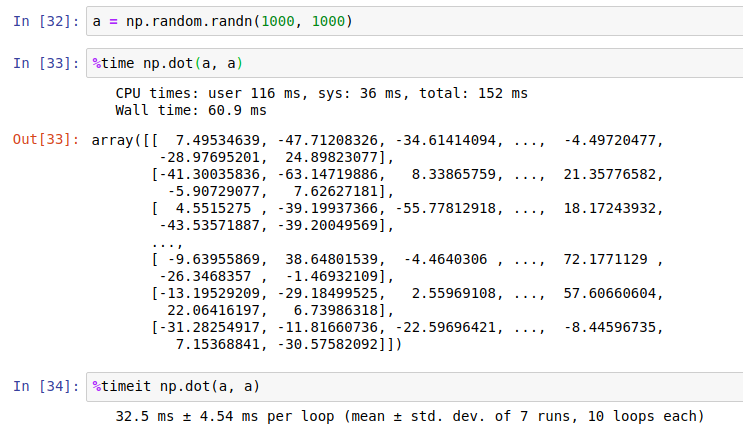 In [32]: a = np.random.randn(1000, 1000)
In [33]: %time np.dot(a, a)
CPU times: user 116 ms, sys: 36 ms, total: 152 ms
Wall time: 60.9 ms
Out[33]: array([[  7.49534639, -47.71208326, -34.61414094, ...,  -4.49720477,
-28.97695201,  24.89823077],
[-41.30035836, -63.14719886,   8.33865759, ...,  21.35776582,
-5.90729077,   7.62627181],
[  4.5515275 , -39.19937366, -55.77812918, ...,  18.17243932,
-43.53571887, -39.20049569],
...,
[ -9.63955869,  38.64801539,  -4.4640306 , ...,  72.1771129 ,
-26.3468357 ,  -1.46932109],
[-13.19529209, -29.18499525,   2.55969108, ...,  57.60660604,
22.06416197,   6.73986318],
[-31.28254917, -11.81660736, -22.59696421, ...,  -8.44596735,
7.15368841, -30.57582092]])
In [34]: %timeit np.dot(a, a)
32.5 ms ± 4.54 ms per loop (mean ± std. dev. of 7 runs, 10 loops each)